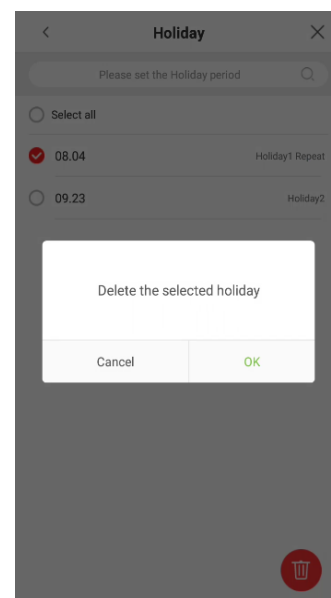 Holiday
Please set the Holiday period
Select all
08.04 Holiday1 Repeat
09.23 Holiday2
Delete the selected holiday
Cancel OK